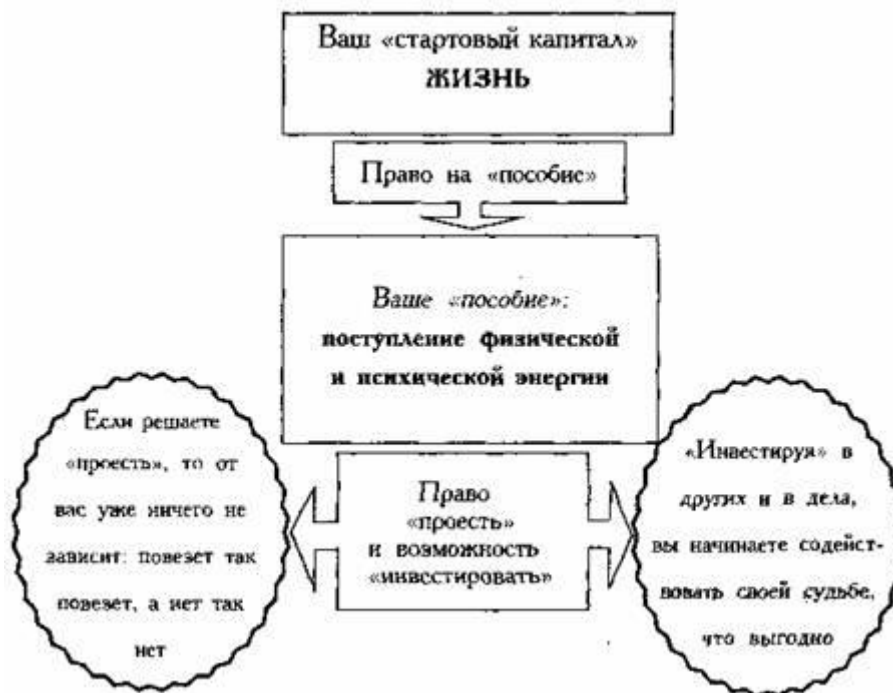 Ваш «стартовый капитал»
ЖИЗНЬ
Право на «пособие»
Ваше «пособие»:
поступление физической
и психической энергии
Если решаете
«проесть», то от
вас уже ничего не
зависит: повезет так
повезет, а нет так
нет
Право
«проесть»
и возможность
«инвестировать»
«Инвестируя» в
других и в дела,
вы начинаете содейст-
вовать своей судьбе,
что выгодно